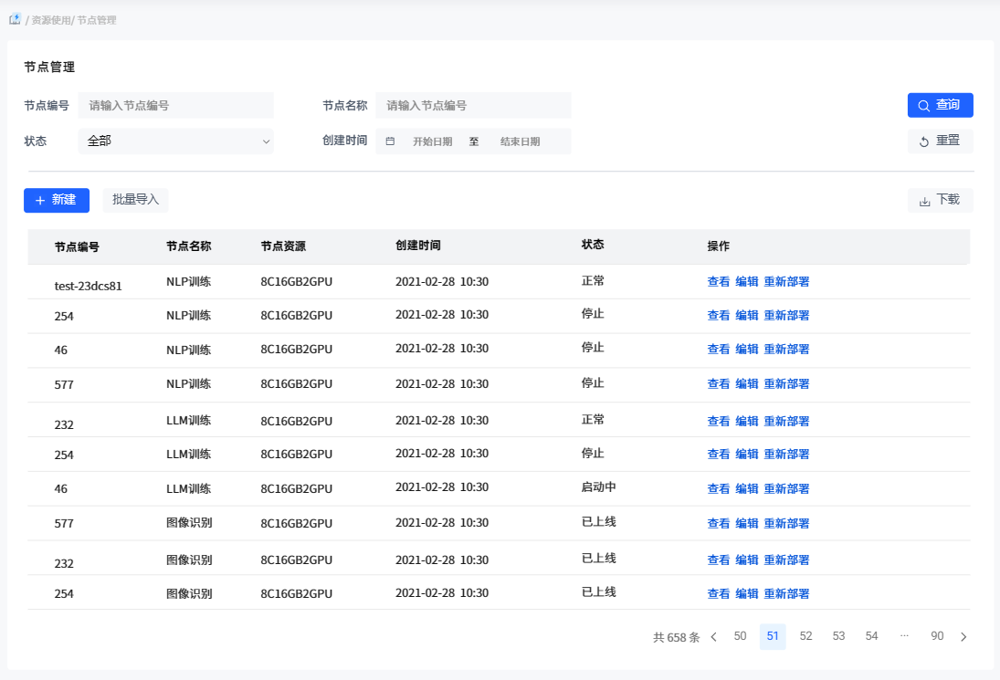 / 资源使用/ 节点管理
节点管理
节点编号 请输入节点编号 节点名称 请输入节点编号 查询
状态 全部 创建时间 开始日期 至 结束日期 重置
新建 批量导入 下载
节点编号 节点名称 节点资源 创建时间 状态 操作
test-23dcs81 NLP训练 8C16GB2GPU 2021-02-28 10:30 正常 查看 编辑 重新部署
254 NLP训练 8C16GB2GPU 2021-02-28 10:30 停止 查看 编辑 重新部署
46 NLP训练 8C16GB2GPU 2021-02-28 10:30 停止 查看 编辑 重新部署
577 NLP训练 8C16GB2GPU 2021-02-28 10:30 停止 查看 编辑 重新部署
232 LLM训练 8C16GB2GPU 2021-02-28 10:30 正常 查看 编辑 重新部署
254 LLM训练 8C16GB2GPU 2021-02-28 10:30 停止 查看 编辑 重新部署
46 LLM训练 8C16GB2GPU 2021-02-28 10:30 启动中 查看 编辑 重新部署
577 图像识别 8C16GB2GPU 2021-02-28 10:30 已上线 查看 编辑 重新部署
232 图像识别 8C16GB2GPU 2021-02-28 10:30 已上线 查看 编辑 重新部署
254 图像识别 8C16GB2GPU 2021-02-28 10:30 已上线 查看 编辑 重新部署
共 658 条 50 51 52 53 54 ... 90